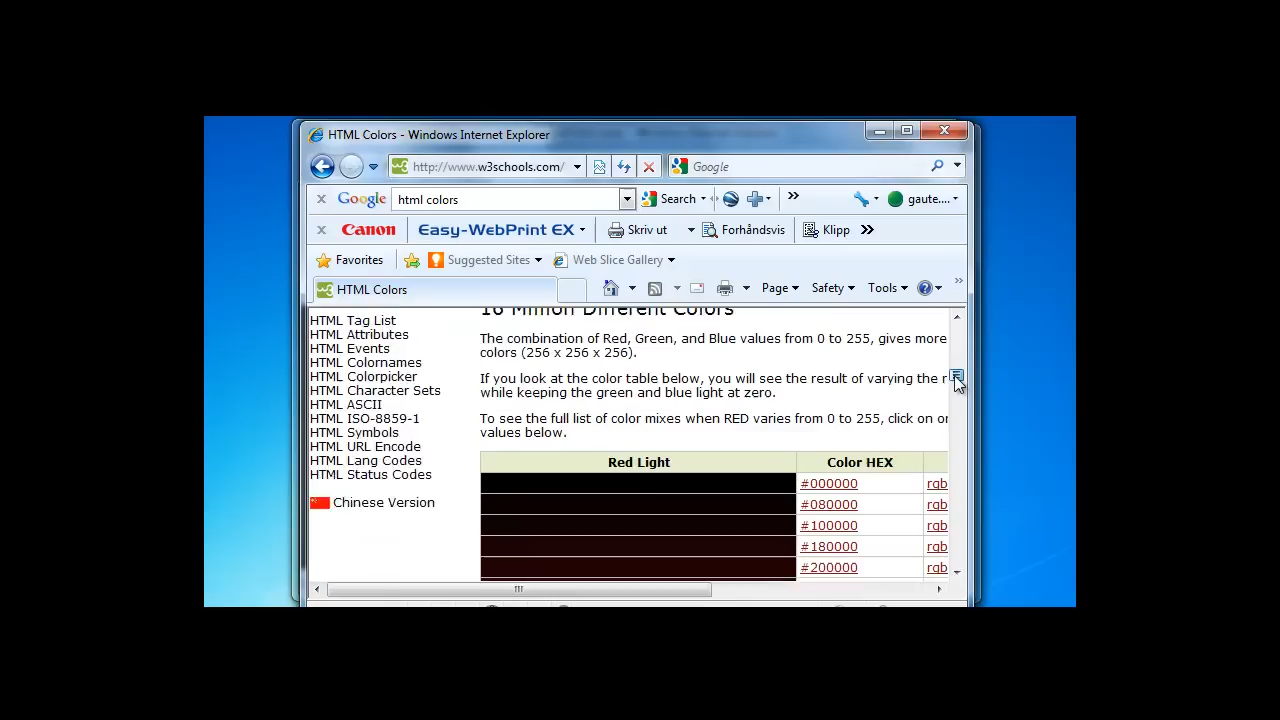 HTML Colors - Windows Internet Explorer
http://www.w3schools.com/
Google
Google
html colors
Search
gaute....
Canon
Easy-WebPrint EX
Skriv ut
Forhåndsvis
Klipp
Favorites
Suggested Sites
Web Slice Gallery
HTML Colors
Page
Safety
Tools
HTML Tag List
HTML Attributes
HTML Events
HTML Colornames
HTML Colorpicker
HTML Character Sets
HTML ASCII
HTML ISO-8859-1
HTML Symbols
HTML URL Encode
HTML Lang Codes
HTML Status Codes
Chinese Version
16 Million Different Colors
The combination of Red, Green, and Blue values from 0 to 255, gives more
colors (256 x 256 x 256).
If you look at the color table below, you will see the result of varying the r
while keeping the green and blue light at zero.
To see the full list of color mixes when RED varies from 0 to 255, click on or
values below.
Red Light
Color HEX
#000000
rgb
#080000
rgb
#100000
rgb
#180000
rgb
#200000
rgb